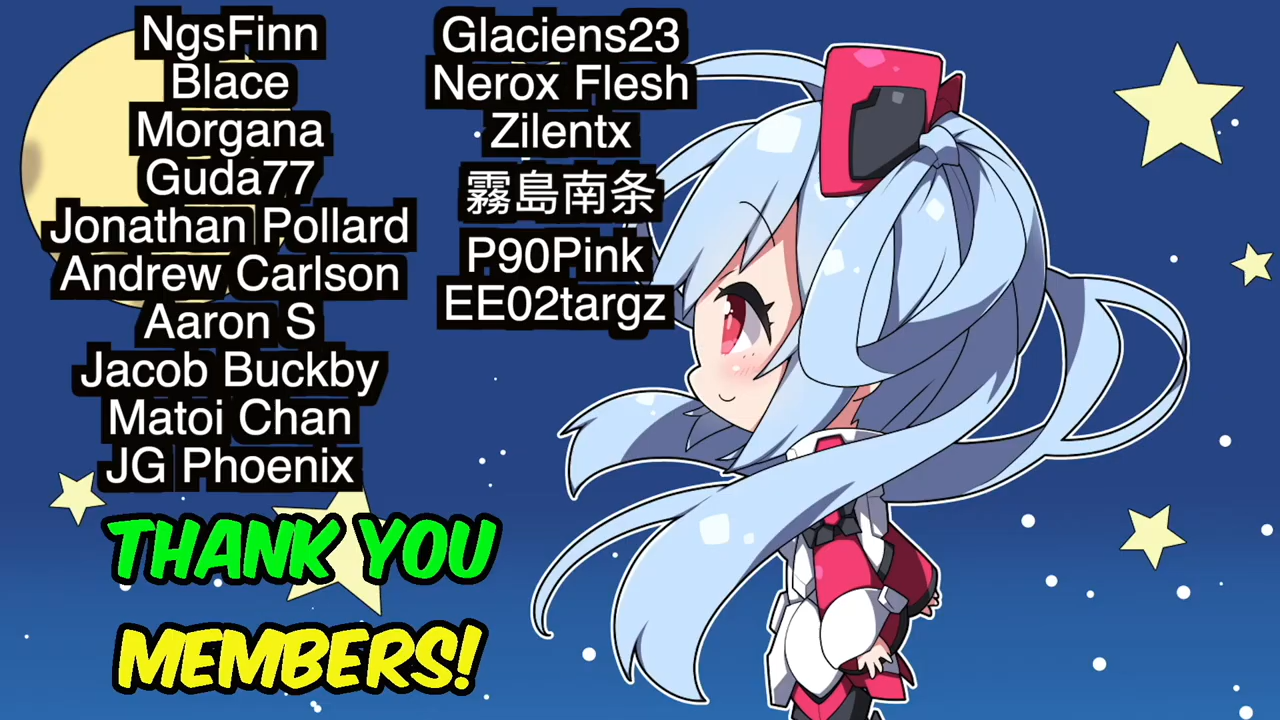 NgsFinn
Blace
Morgana
Guda77
Jonathan Pollard
Andrew Carlson
Aaron S
Jacob Buckby
Matoi Chan
JG Phoenix
Glaciens23
Nerox Flesh
Zilentx
霧島南条
P90Pink
EE02targz
THANK YOU
MEMBERS!